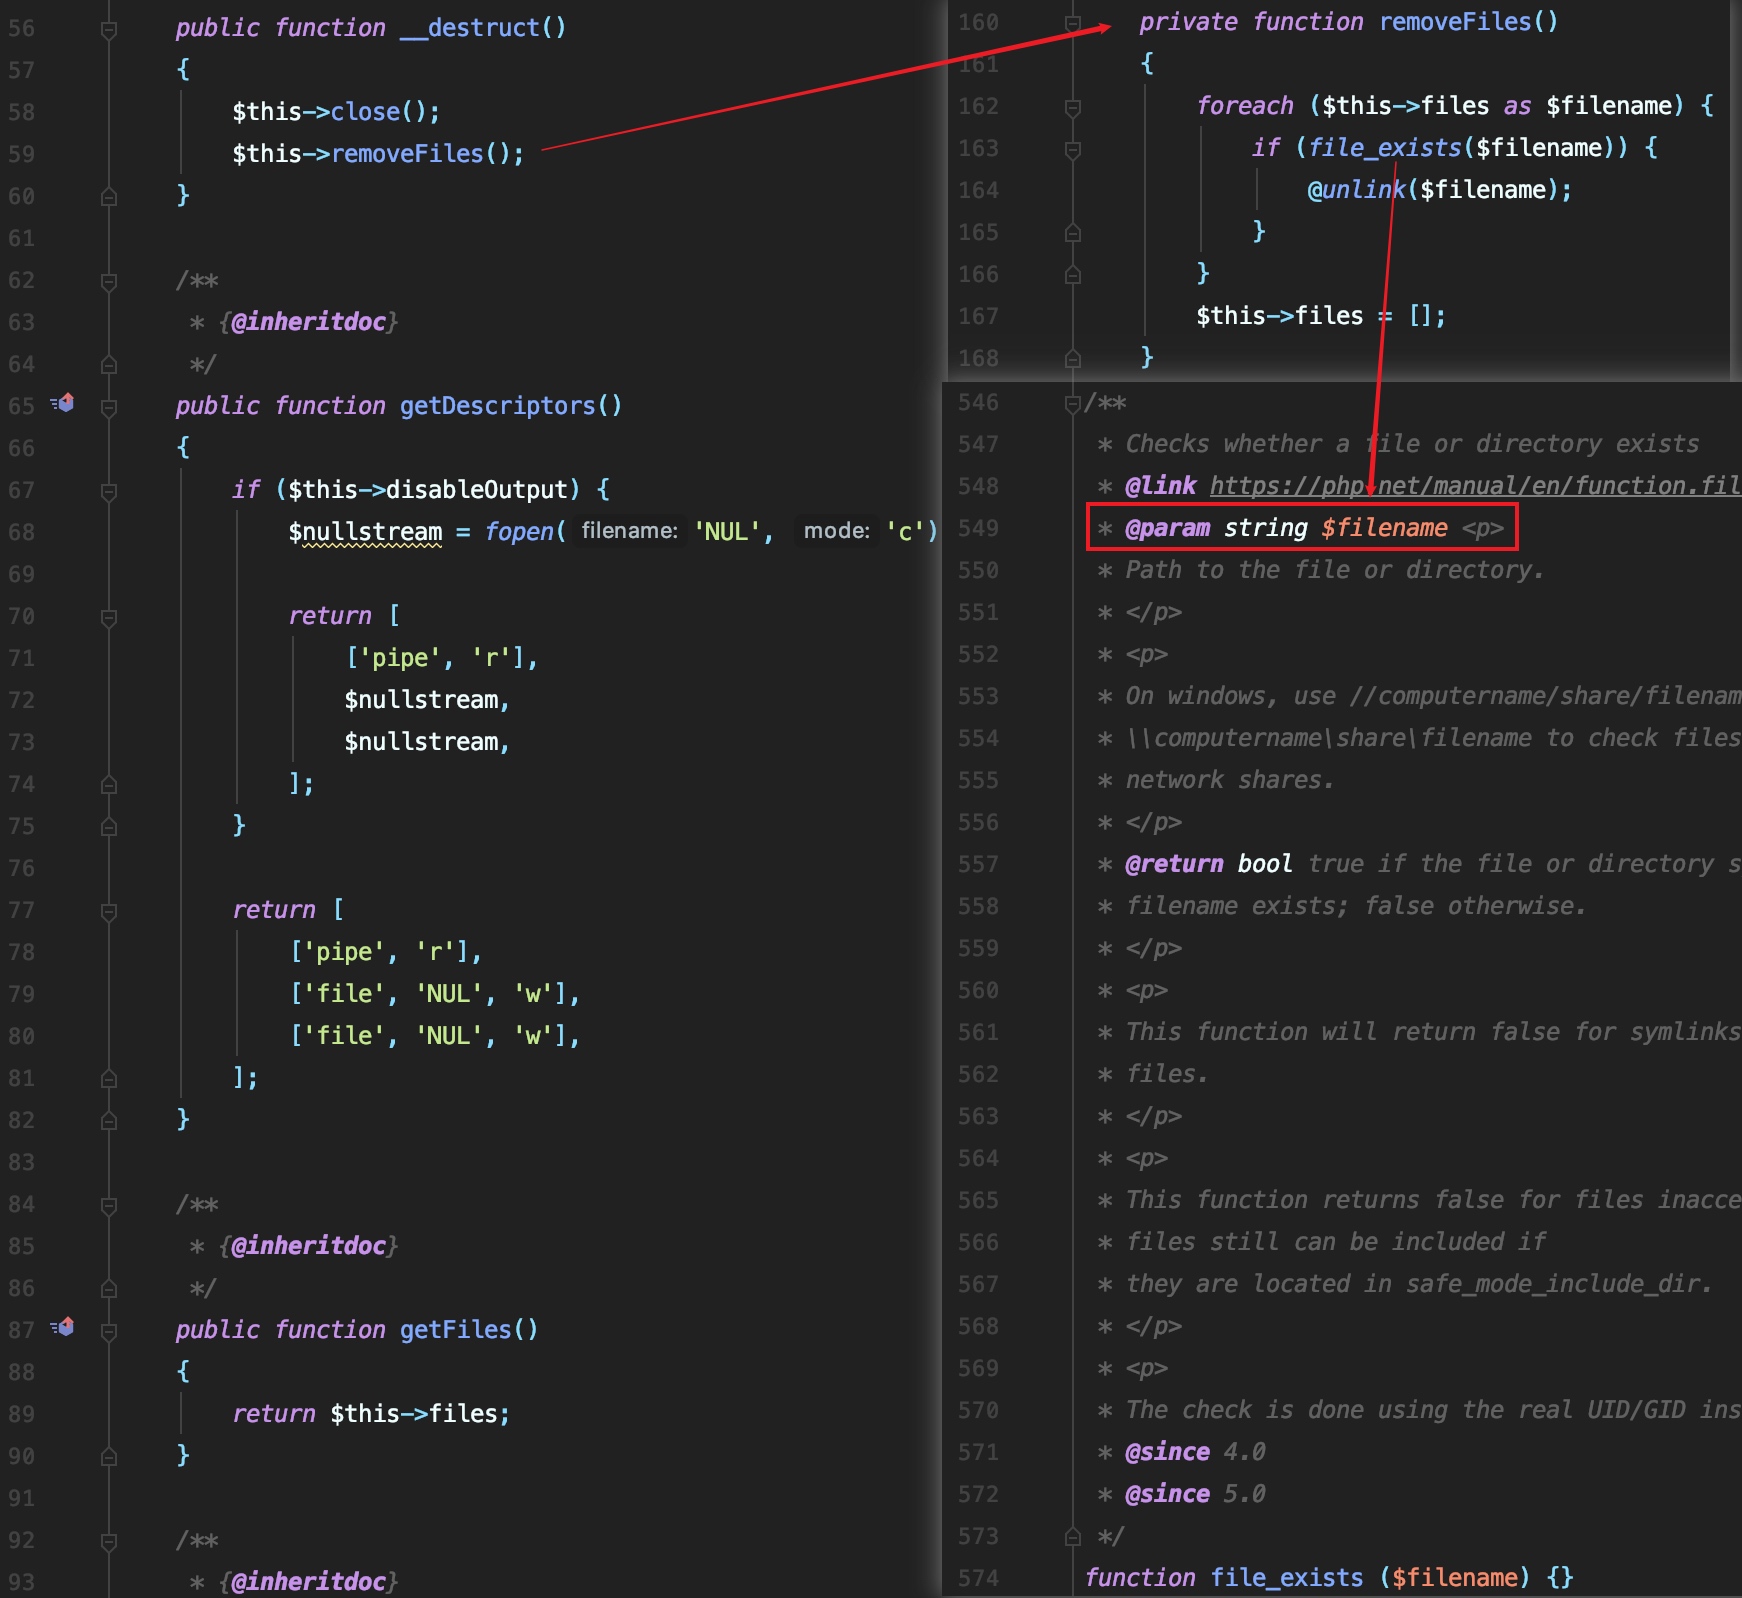 56 public function __destruct()
57 {
58 $this->close();
59 $this->removeFiles();
60 }
61
62 /**
63 * {@inheritdoc}
64 */
65 public function getDescriptors()
66 {
67 if ($this->disableOutput) {
68 $nullstream = fopen( filename: 'NUL', mode: 'c')
69
70 return [
71 ['pipe', 'r'],
72 $nullstream,
73 $nullstream,
74 ];
75 }
76
77 return [
78 ['pipe', 'r'],
79 ['file', 'NUL', 'w'],
80 ['file', 'NUL', 'w'],
81 ];
82 }
83
84 /**
85 * {@inheritdoc}
86 */
87 public function getFiles()
88 {
89 return $this->files;
90 }
91
92 /**
93 * {@inheritdoc}
160 private function removeFiles()
161 {
162 foreach ($this->files as $filename) {
163 if (file_exists($filename)) {
164 @unlink($filename);
165 }
166 }
167 $this->files = [];
168 }
546 /**
547 * Checks whether a file or directory exists
548 * @link https://php.net/manual/en/function.fil
549 * @param string $filename <p>
550 * Path to the file or directory.
551 * </p>
552 * <p>
553 * On windows, use //computername/share/filenam
554 * \\computername\share\filename to check files
555 * network shares.
556 * </p>
557 * @return bool true if the file or directory s
558 * filename exists; false otherwise.
559 * </p>
560 * <p>
561 * This function will return false for symlinks
562 * files.
563 * </p>
564 * <p>
565 * This function returns false for files inacce
566 * files still can be included if
567 * they are located in safe_mode_include_dir.
568 * </p>
569 * <p>
570 * The check is done using the real UID/GID ins
571 * @since 4.0
572 * @since 5.0
573 */
574 function file_exists ($filename) {}